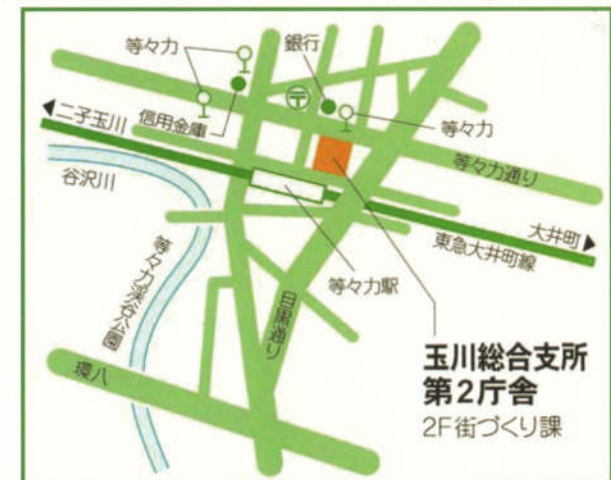 等々力
銀行
〒
◀二子玉川
信用金庫
等々力
等々力通り
谷沢川
大井町▶
東急大井町線
等々力渓谷公園
等々力駅
目黒通り
環八
玉川総合支所
第2庁舎
2F街づくり課